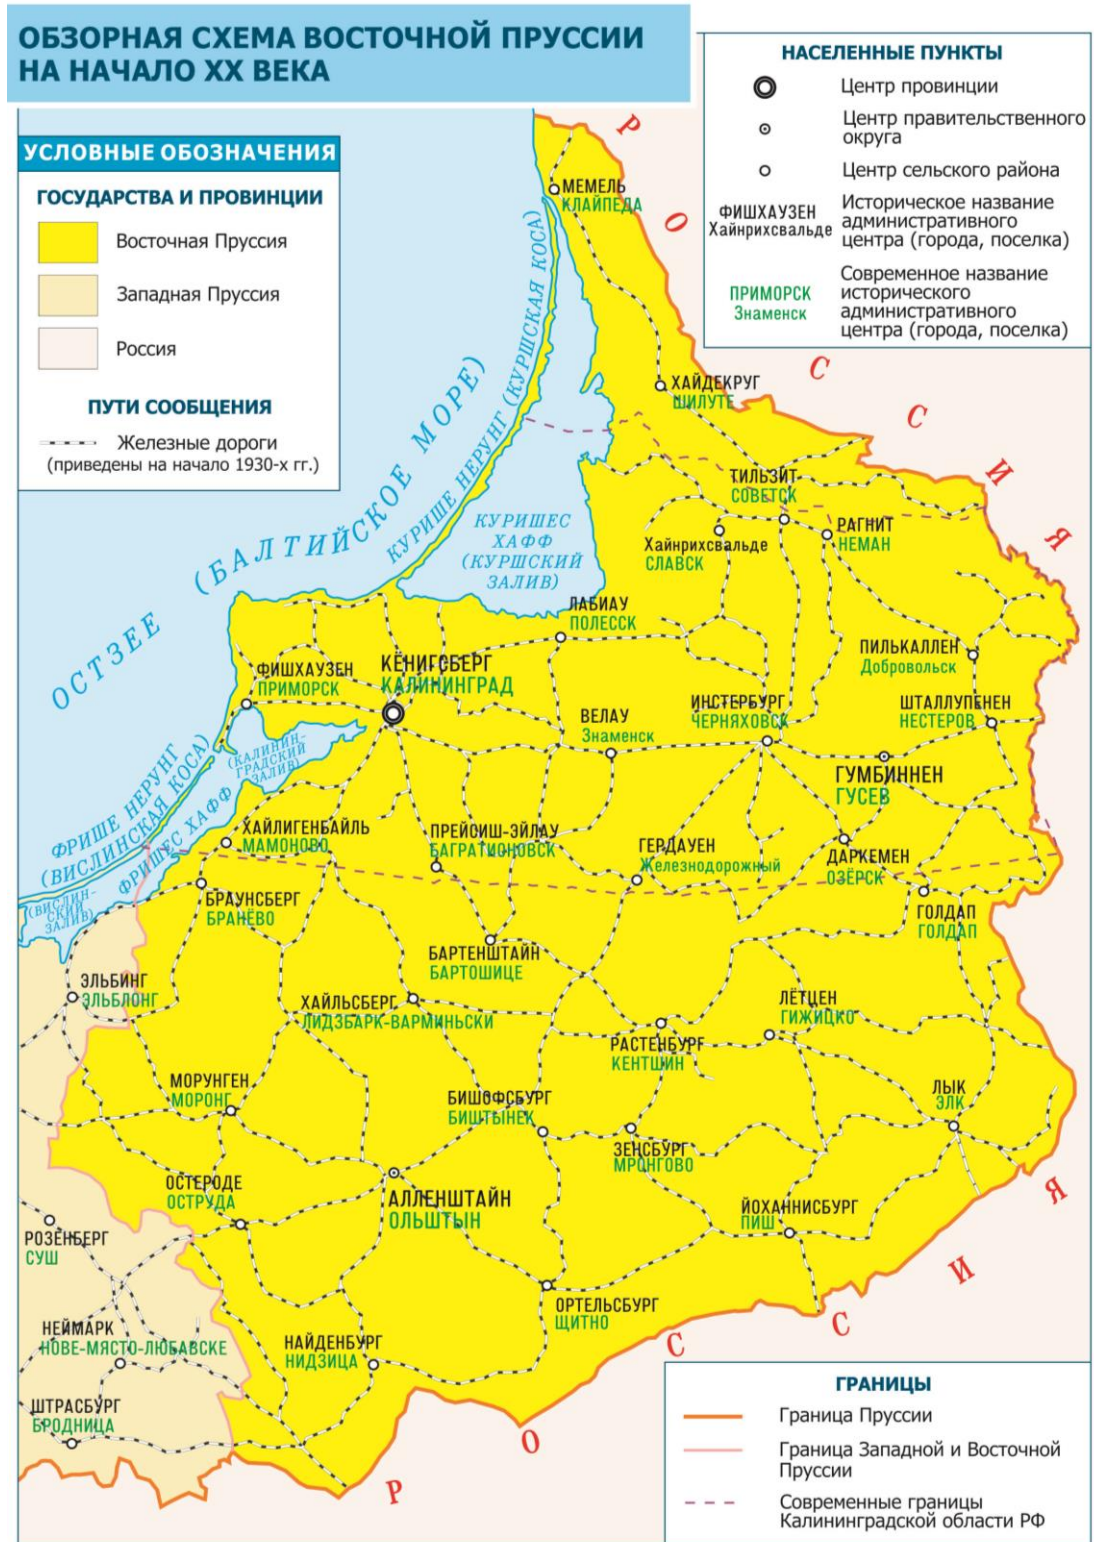 ОБЗОРНАЯ СХЕМА ВОСТОЧНОЙ ПРУССИИ
НА НАЧАЛО XX ВЕКА
УСЛОВНЫЕ ОБОЗНАЧЕНИЯ
ГОСУДАРСТВА И ПРОВИНЦИИ
Восточная Пруссия
Западная Пруссия
Россия
ПУТИ СООБЩЕНИЯ
Железные дороги
(приведены на начало 1930-х гг.)
НАСЕЛЕННЫЕ ПУНКТЫ
Центр провинции
Центр правительственного
округа
Центр сельского района
ФИШХАУЗЕН
Хайнрихсвальде
Историческое название
административного
центра (города, поселка)
ПРИМОРСК
Знаменск
Современное название
исторического
административного
центра (города, поселка)
РОССИЯ
МЕМЕЛЬ
КЛАЙПЕДА
ХАЙДЕКРУГ
ШИЛУТЕ
ОСТЗЕЕ (БАЛТИЙСКОЕ МОРЕ)
КУРИШЕ НЕРУНГ (КУРШСКАЯ КОСА)
КУРИШЕС
ХАФФ
(КУРШСКИЙ
ЗАЛИВ)
ТИЛЬЗИТ
СОВЕТСК
РАГНИТ
НЕМАН
Хайнрихсвальде
СЛАВСК
ЛАБИАУ
ПОЛЕССК
ПИЛЬКАЛЛЕН
Добровольск
ФИШХАУЗЕН
ПРИМОРСК
КЁНИГСБЕРГ
КАЛИНИНГРАД
ВЕЛАУ
Знаменск
ИНСТЕРБУРГ
ЧЕРНЯХОВСК
ШТАЛЛУПЕНЕН
НЕСТЕРОВ
ГУМБИННЕН
ГУСЕВ
(КАЛИНИН-
ГРАДСКИЙ
ЗАЛИВ)
ФРИШЕ НЕРУНГ
(ВИСЛИНСКАЯ КОСА)
ФРИШЕС ХАФФ
(ВИСЛИН-
СКИЙ
ЗАЛИВ)
ХАЙЛИГЕНБАЙЛЬ
МАМОНОВО
ПРЕЙСИШ-ЭЙЛАУ
БАГРАТИОНОВСК
ГЕРДАУЕН
Железнодорожный
ДАРКЕМЕН
ОЗЁРСК
БРАУНСБЕРГ
БРАНЁВО
ГОЛДАП
ГОЛДАП
БАРТЕНШТАЙН
БАРТОШИЦЕ
ЭЛЬБИНГ
ЭЛЬБЛОНГ
ХАЙЛЬСБЕРГ
ЛИДЗБАРК-ВАРМИНЬСКИ
ЛЁТЦЕН
ГИЖИЦКО
РАСТЕНБУРГ
КЕНТШИН
МОРУНГЕН
МОРОНГ
БИШОФСБУРГ
БИШТЫНЕК
ЛЫК
ЭЛК
ЗЕНСБУРГ
МРОНГОВО
ОСТЕРОДЕ
ОСТРУДА
АЛЛЕНШТАЙН
ОЛЬШТЫН
ЙОХАННИСБУРГ
ПИШ
РОЗЕНБЕРГ
СУШ
ОРТЕЛЬСБУРГ
ЩИТНО
НЕЙМАРК
НОВЕ-МЯСТО-ЛЮБАВСКЕ
НАЙДЕНБУРГ
НИДЗИЦА
ШТРАСБУРГ
БРОДНИЦА
РОССИЯ
ГРАНИЦЫ
Граница Пруссии
Граница Западной и Восточной
Пруссии
Современные границы
Калининградской области РФ